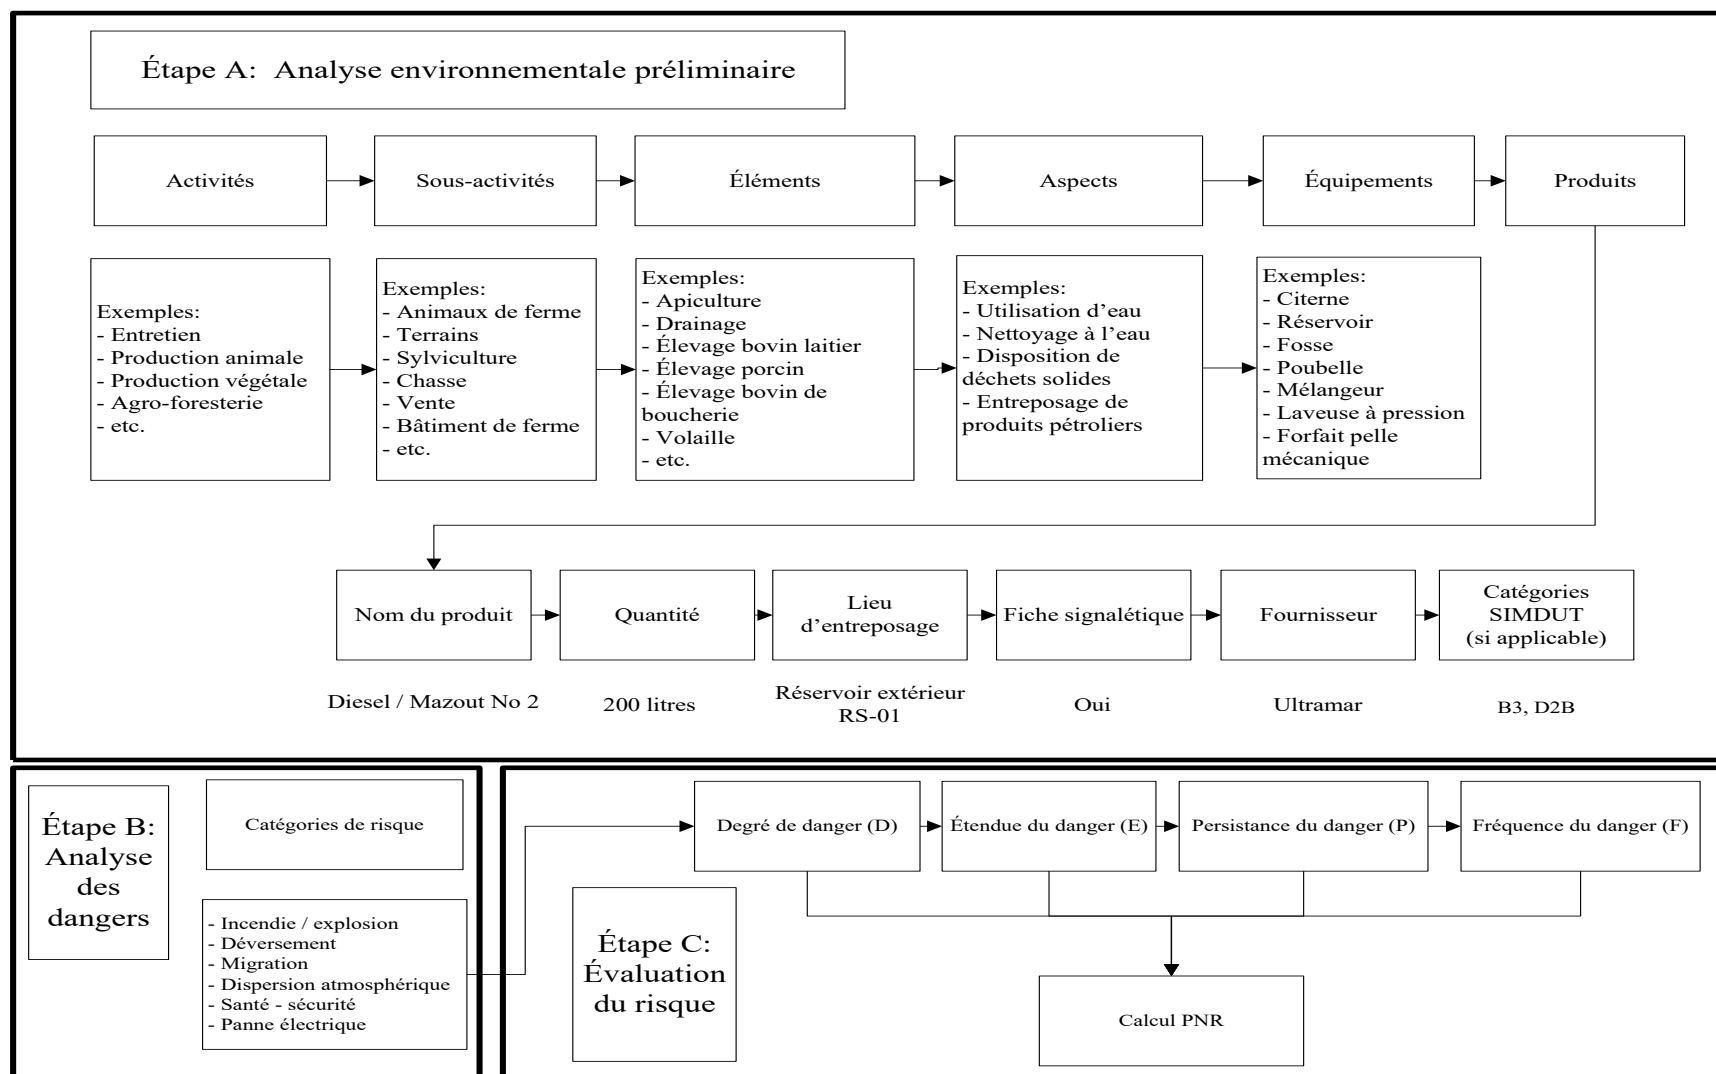 Étape A:  Analyse environnementale préliminaire
Activités
Sous-activités
Éléments
Aspects
Équipements
Produits
Exemples:
- Entretien
- Production animale
- Production végétale
- Agro-foresterie
- etc.
Exemples:
- Animaux de ferme
- Terrains
- Sylviculture
- Chasse
- Vente
- Bâtiment de ferme
- etc.
Exemples:
- Apiculture
- Drainage
- Élevage bovin laitier
- Élevage porcin
- Élevage bovin de
boucherie
- Volaille
- etc.
Exemples:
- Utilisation d’eau
- Nettoyage à l’eau
- Disposition de
déchets solides
- Entreposage de
produits pétroliers
Exemples:
- Citerne
- Réservoir
- Fosse
- Poubelle
- Mélangeur
- Laveuse à pression
- Forfait pelle
mécanique
Nom du produit
Quantité
Lieu
d’entreposage
Fiche signalétique
Fournisseur
Catégories
SIMDUT
(si applicable)
Diesel / Mazout No 2
200 litres
Réservoir extérieur
RS-01
Oui
Ultramar
B3, D2B
Étape B:
Analyse
des
dangers
Catégories de risque
- Incendie / explosion
- Déversement
- Migration
- Dispersion atmosphérique
- Santé - sécurité
- Panne électrique
Étape C:
Évaluation
du risque
Degré de danger (D)
Étendue du danger (E)
Persistance du danger (P)
Fréquence du danger (F)
Calcul PNR